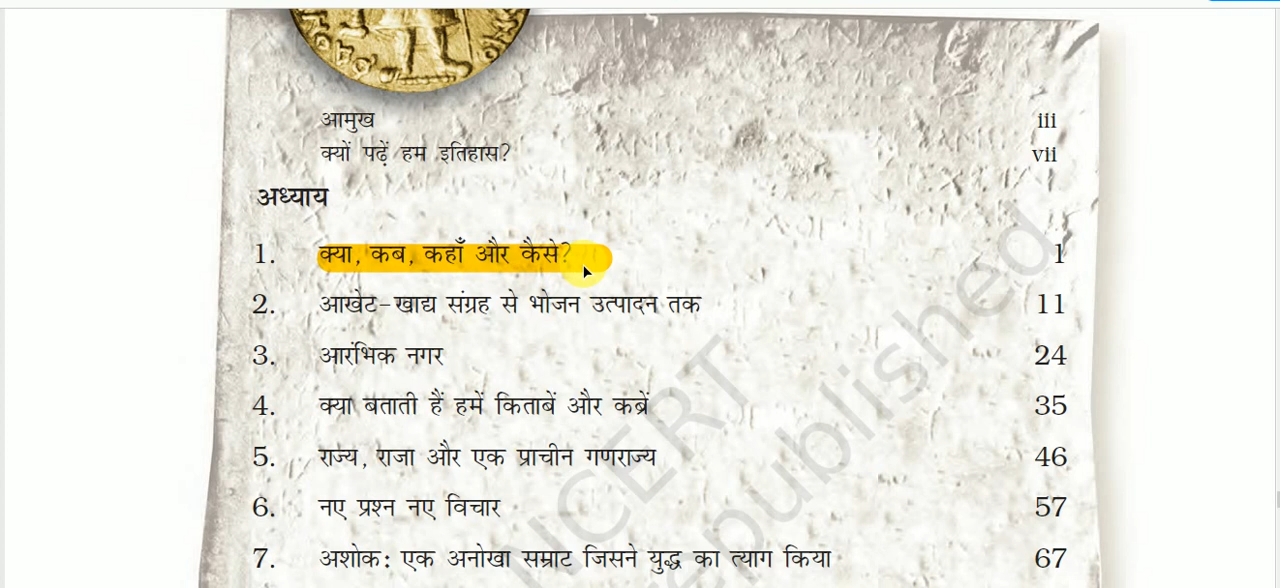 आमुख iii
क्यों पढ़ें हम इतिहास? vii
अध्याय
1. क्या, कब, कहाँ और कैसे? 1
2. आखेट-खाद्य संग्रह से भोजन उत्पादन तक 11
3. आरंभिक नगर 24
4. क्या बताती हैं हमें किताबें और कब्रें 35
5. राज्य, राजा और एक प्राचीन गणराज्य 46
6. नए प्रश्न नए विचार 57
7. अशोक: एक अनोखा सम्राट जिसने युद्ध का त्याग किया 67
NCERT
republished